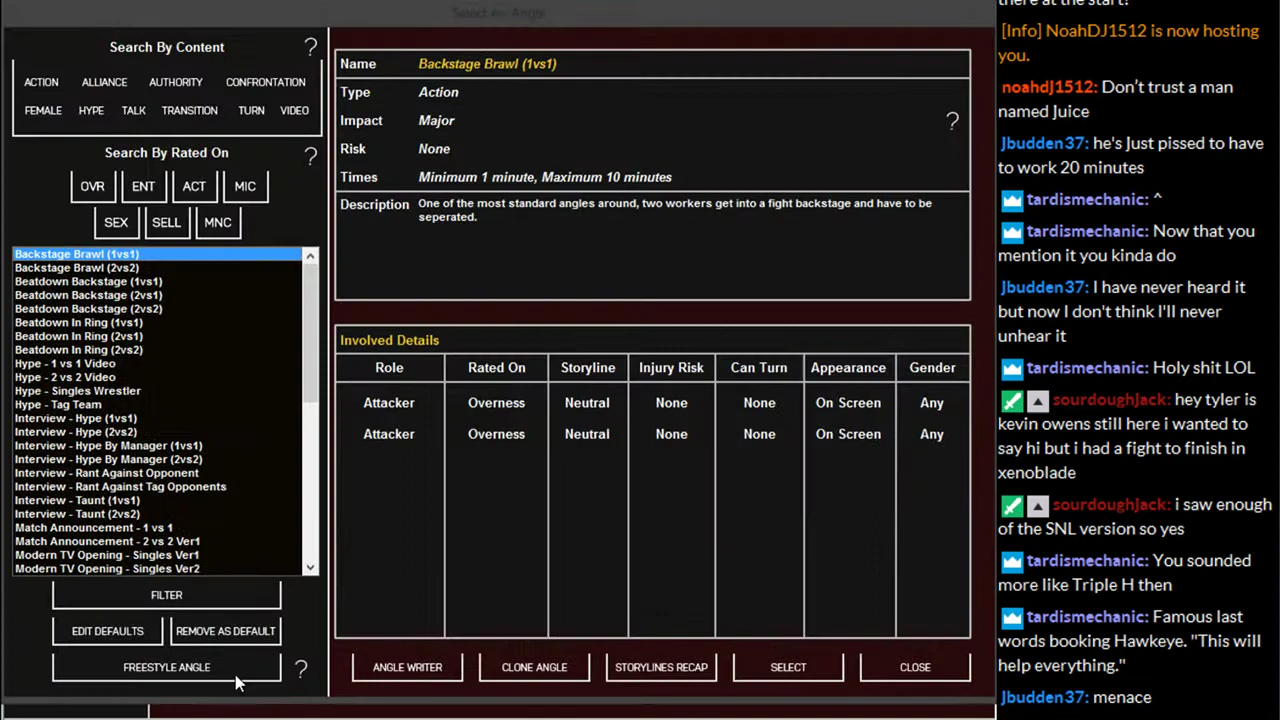 Select An Angle
Search By Content
?
ACTION ALLIANCE AUTHORITY CONFRONTATION
FEMALE HYPE TALK TRANSITION TURN VIDEO
Search By Rated On
?
OVR ENT ACT MIC
SEX SELL MNC
Backstage Brawl (1vs1)
Backstage Brawl (2vs2)
Beatdown Backstage (1vs1)
Beatdown Backstage (2vs1)
Beatdown Backstage (2vs2)
Beatdown In Ring (1vs1)
Beatdown In Ring (2vs1)
Beatdown In Ring (2vs2)
Hype - 1 vs 1 Video
Hype - 2 vs 2 Video
Hype - Singles Wrestler
Hype - Tag Team
Interview - Hype (1vs1)
Interview - Hype (2vs2)
Interview - Hype By Manager (1vs1)
Interview - Hype By Manager (2vs2)
Interview - Rant Against Opponent
Interview - Rant Against Tag Opponents
Interview - Taunt (1vs1)
Interview - Taunt (2vs2)
Match Announcement - 1 vs 1
Match Announcement - 2 vs 2 Ver1
Modern TV Opening - Singles Ver1
Modern TV Opening - Singles Ver2
FILTER
EDIT DEFAULTS REMOVE AS DEFAULT
FREESTYLE ANGLE ?
Name Backstage Brawl (1vs1)
Type Action
Impact Major
?
Risk None
Times Minimum 1 minute, Maximum 10 minutes
Description One of the most standard angles around, two workers get into a fight backstage and have to
be seperated.
Involved Details
Role Rated On Storyline Injury Risk Can Turn Appearance Gender
Attacker Overness Neutral None None On Screen Any
Attacker Overness Neutral None None On Screen Any
ANGLE WRITER CLONE ANGLE STORYLINES RECAP SELECT CLOSE
there at the start?
[Info] NoahDJ1512 is now hosting
you.
noahdj1512: Don't trust a man
named Juice
Jbudden37: he's Just pissed to have
to work 20 minutes
tardismechanic: ^
tardismechanic: Now that you
mention it you kinda do
Jbudden37: I have never heard it
but now I don't think I'll never
unhear it
tardismechanic: Holy shit LOL
sourdoughjack: hey tyler is
kevin owens still here i wanted to
say hi but i had a fight to finish in
xenoblade
sourdoughjack: i saw enough
of the SNL version so yes
tardismechanic: You sounded
more like Triple H then
tardismechanic: Famous last
words booking Hawkeye. "This will
help everything."
Jbudden37: menace